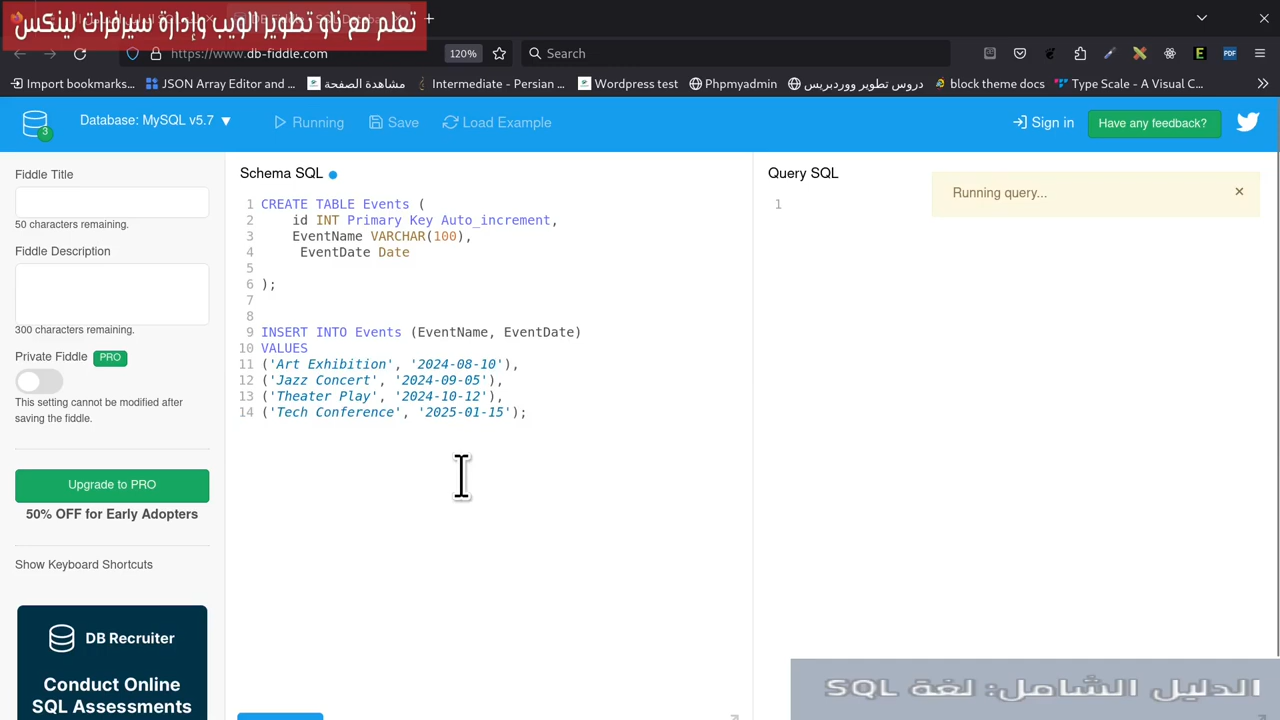 تعلم مع ناو تطوير الويب وإدارة سيرفرات لينكس
https://www.db-fiddle.com
120%
Search
Import bookmarks...
JSON Array Editor and ...
مشاهدة الصفحة
Intermediate - Persian ...
Wordpress test
Phpmyadmin
دروس تطوير ووردبريس
block theme docs
Type Scale - A Visual C...
3
Database: MySQL v5.7 ▼
Running
Save
Load Example
Sign in
Have any feedback?
Fiddle Title
50 characters remaining.
Fiddle Description
300 characters remaining.
Private Fiddle PRO
This setting cannot be modified after
saving the fiddle.
Upgrade to PRO
50% OFF for Early Adopters
Show Keyboard Shortcuts
DB Recruiter
Conduct Online
SQL Assessments
Schema SQL
1 CREATE TABLE Events (
2 id INT Primary Key Auto_increment,
3 EventName VARCHAR(100),
4 EventDate Date
5
6 );
7
8
9 INSERT INTO Events (EventName, EventDate)
10 VALUES
11 ('Art Exhibition', '2024-08-10'),
12 ('Jazz Concert', '2024-09-05'),
13 ('Theater Play', '2024-10-12'),
14 ('Tech Conference', '2025-01-15');
Query SQL
1
Running query...
×
الدليل الشامل: لغة SQL